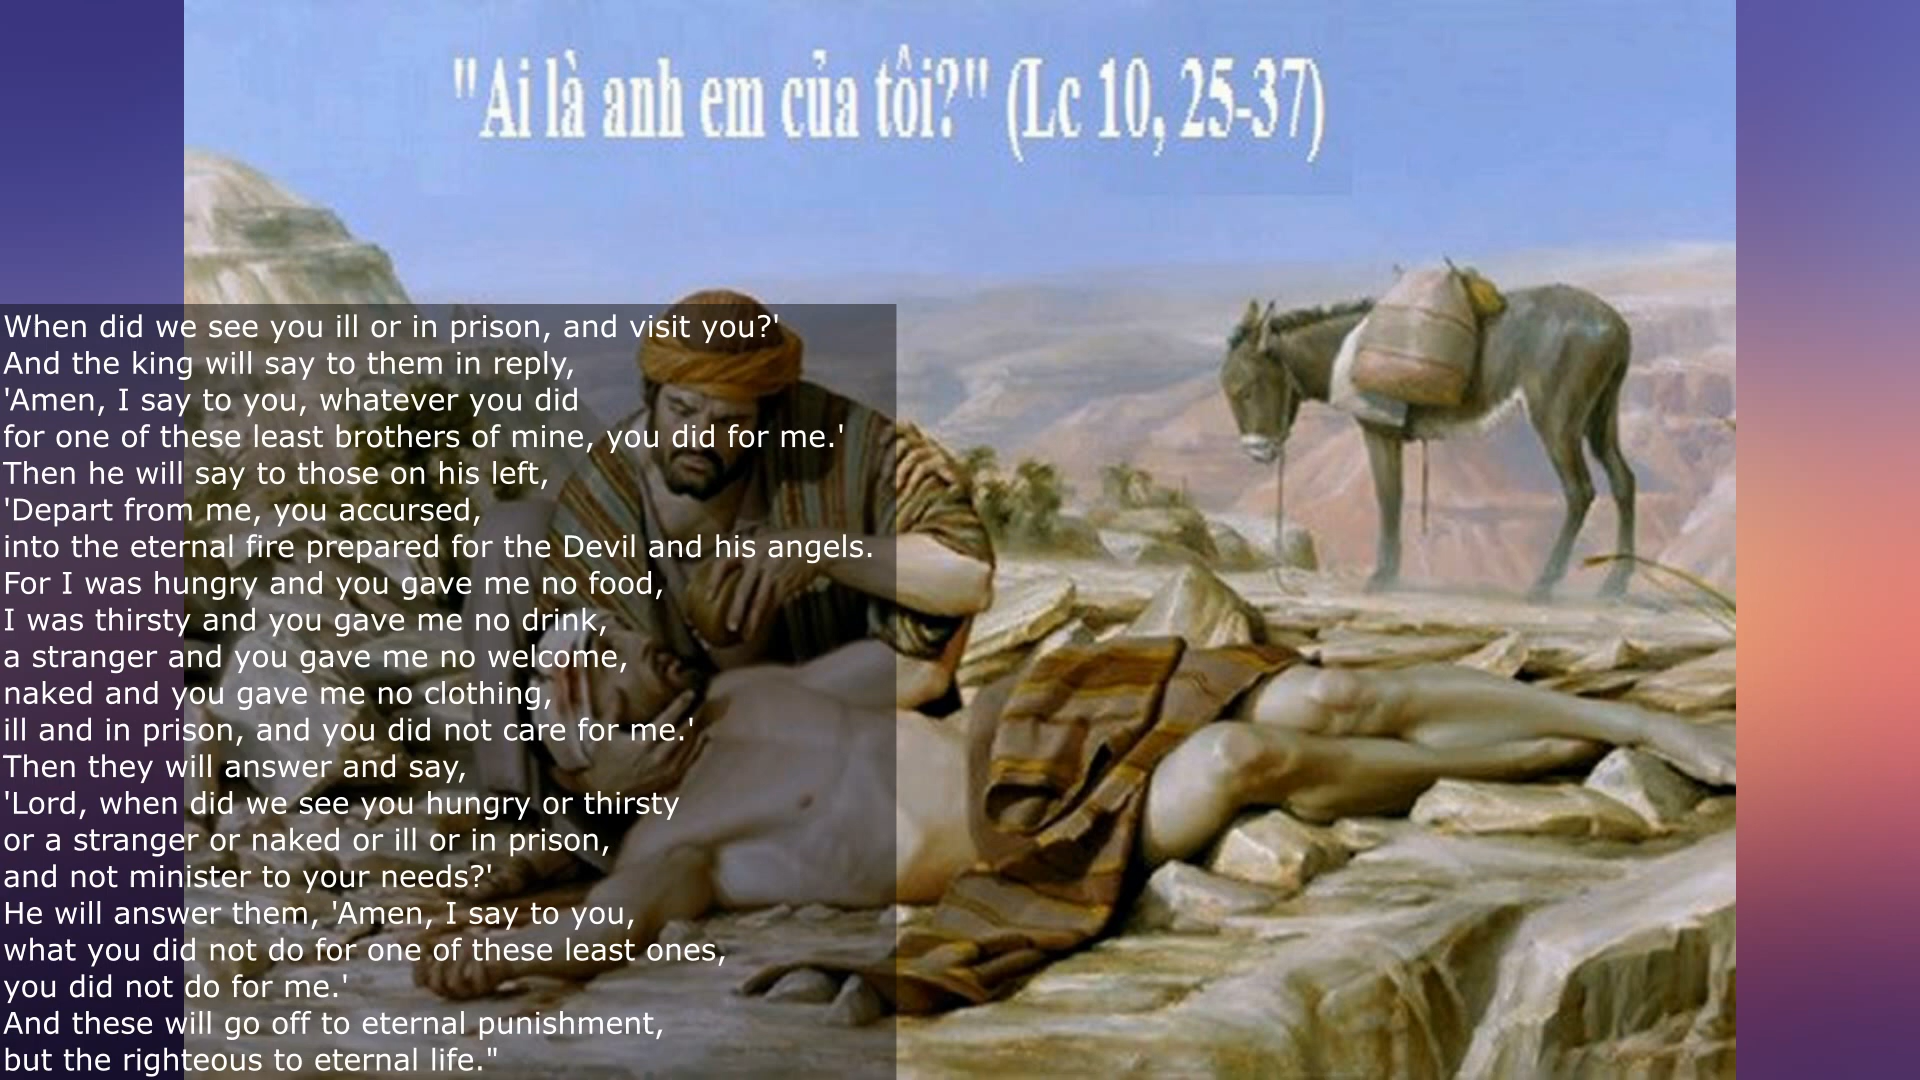 "Ai là anh em của tôi?" (Lc 10, 25-37)
When did we see you ill or in prison, and visit you?'
And the king will say to them in reply,
'Amen, I say to you, whatever you did
for one of these least brothers of mine, you did for me.'
Then he will say to those on his left,
'Depart from me, you accursed,
into the eternal fire prepared for the Devil and his angels.
For I was hungry and you gave me no food,
I was thirsty and you gave me no drink,
a stranger and you gave me no welcome,
naked and you gave me no clothing,
ill and in prison, and you did not care for me.'
Then they will answer and say,
'Lord, when did we see you hungry or thirsty
or a stranger or naked or ill or in prison,
and not minister to your needs?'
He will answer them, 'Amen, I say to you,
what you did not do for one of these least ones,
you did not do for me.'
And these will go off to eternal punishment,
but the righteous to eternal life."